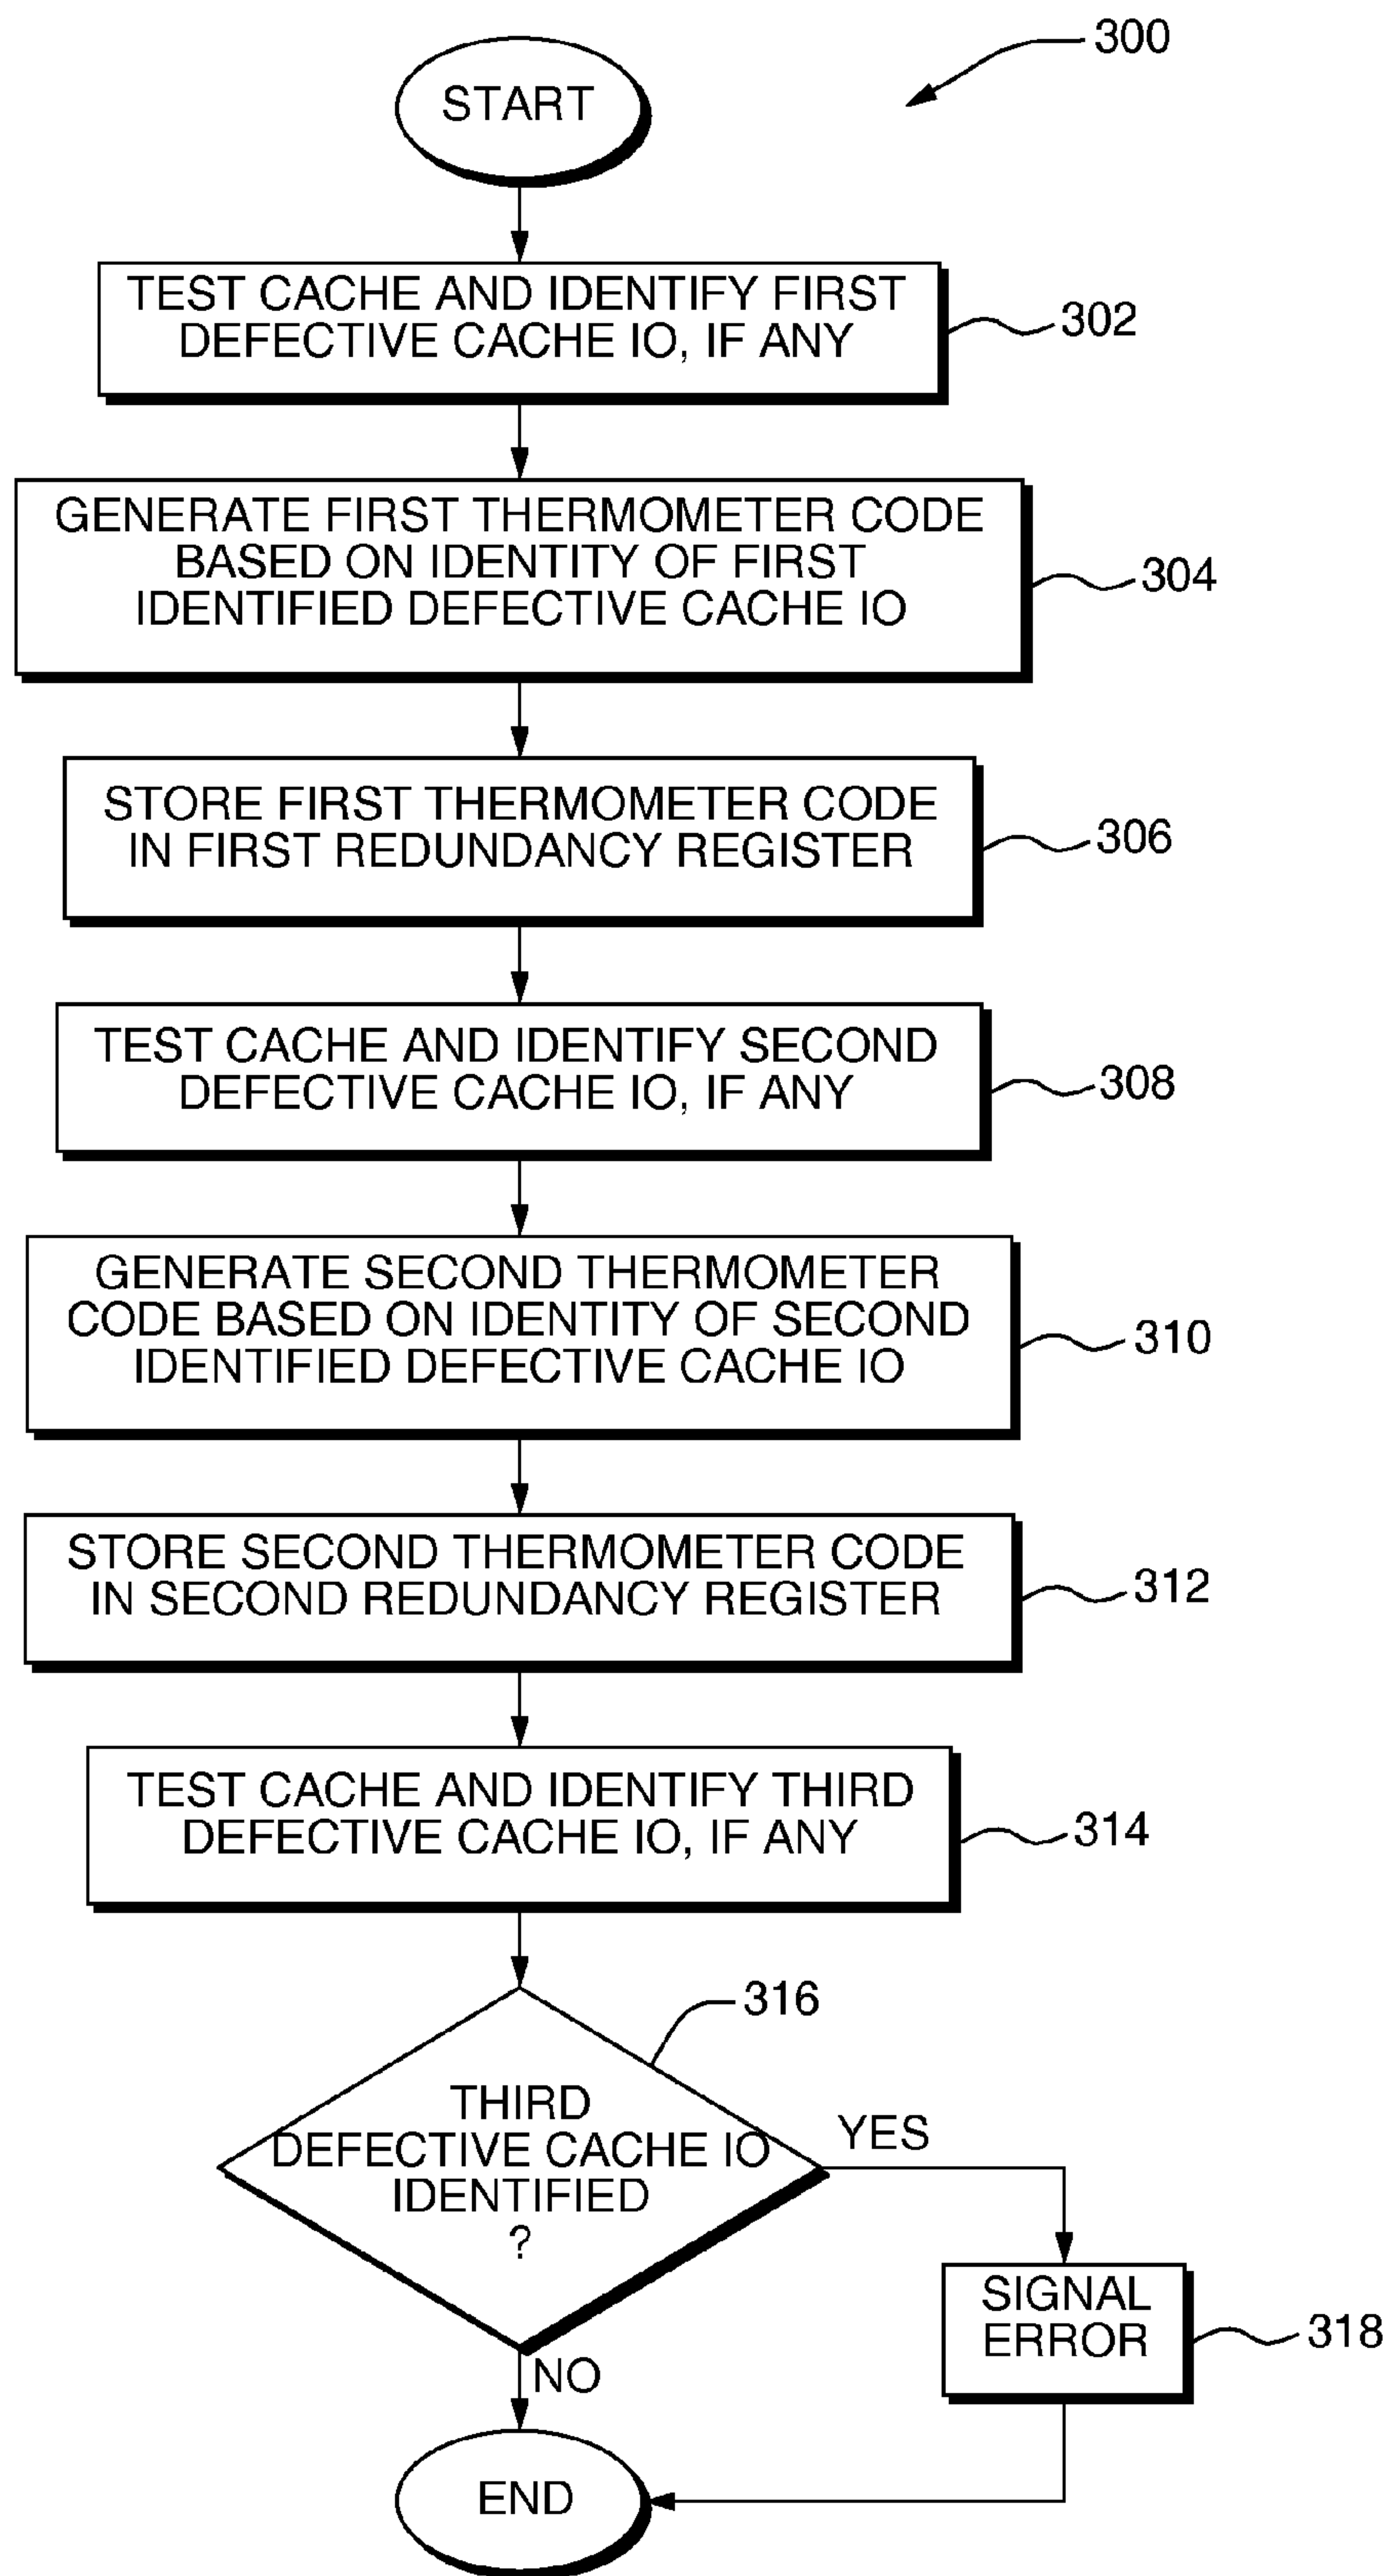 300
START
TEST CACHE AND IDENTIFY FIRST
DEFECTIVE CACHE IO, IF ANY
302
GENERATE FIRST THERMOMETER CODE
BASED ON IDENTITY OF FIRST
IDENTIFIED DEFECTIVE CACHE IO
304
STORE FIRST THERMOMETER CODE
IN FIRST REDUNDANCY REGISTER
306
TEST CACHE AND IDENTIFY SECOND
DEFECTIVE CACHE IO, IF ANY
308
GENERATE SECOND THERMOMETER
CODE BASED ON IDENTITY OF SECOND
IDENTIFIED DEFECTIVE CACHE IO
310
STORE SECOND THERMOMETER CODE
IN SECOND REDUNDANCY REGISTER
312
TEST CACHE AND IDENTIFY THIRD
DEFECTIVE CACHE IO, IF ANY
314
316
THIRD
DEFECTIVE CACHE IO
IDENTIFIED
?
YES
SIGNAL
ERROR
318
NO
END